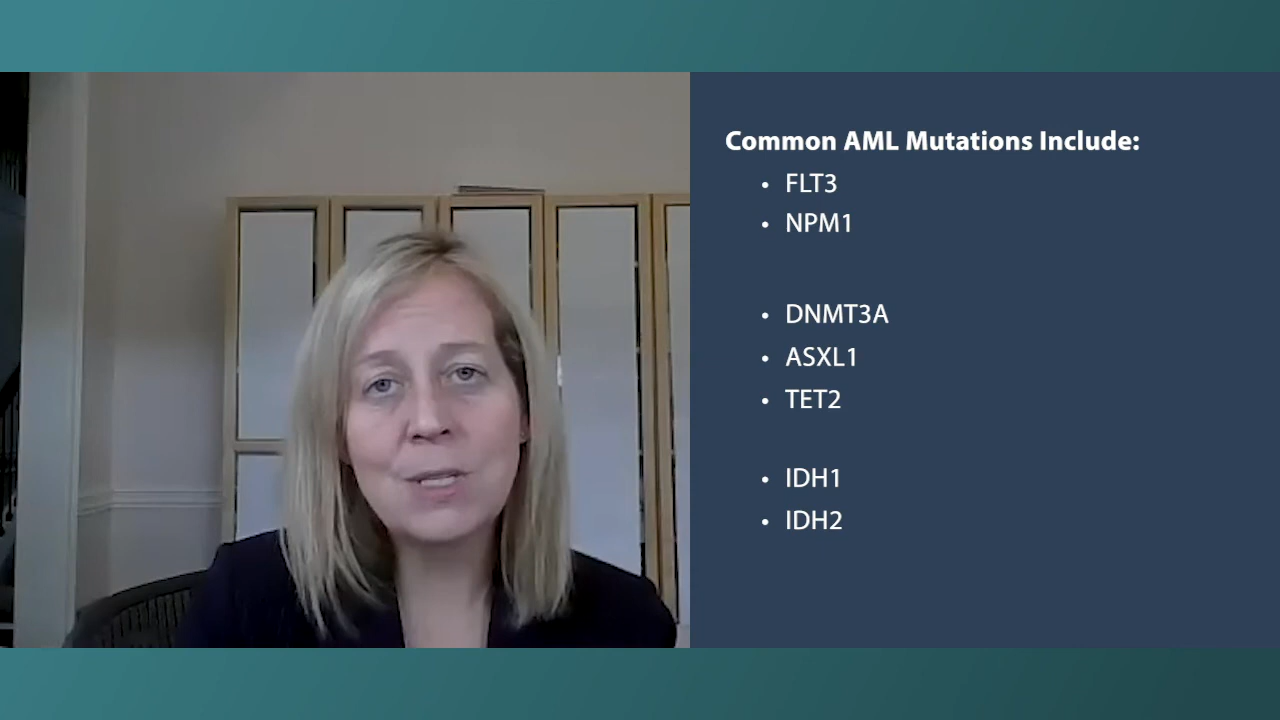 Common AML Mutations Include:
• FLT3
• NPM1
• DNMT3A
• ASXL1
• TET2
• IDH1
• IDH2